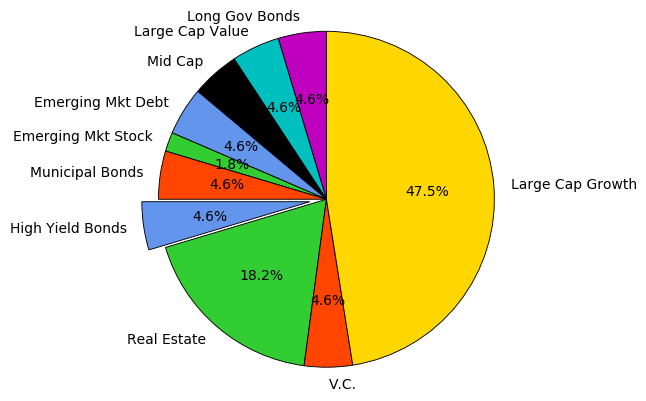 Long Gov Bonds
Large Cap Value
Mid Cap
Emerging Mkt Debt
Emerging Mkt Stock
Municipal Bonds
High Yield Bonds
Real Estate
V.C.
Large Cap Growth
4.6%
4.6%
4.6%
1.8%
4.6%
4.6%
18.2%
4.6%
47.5%